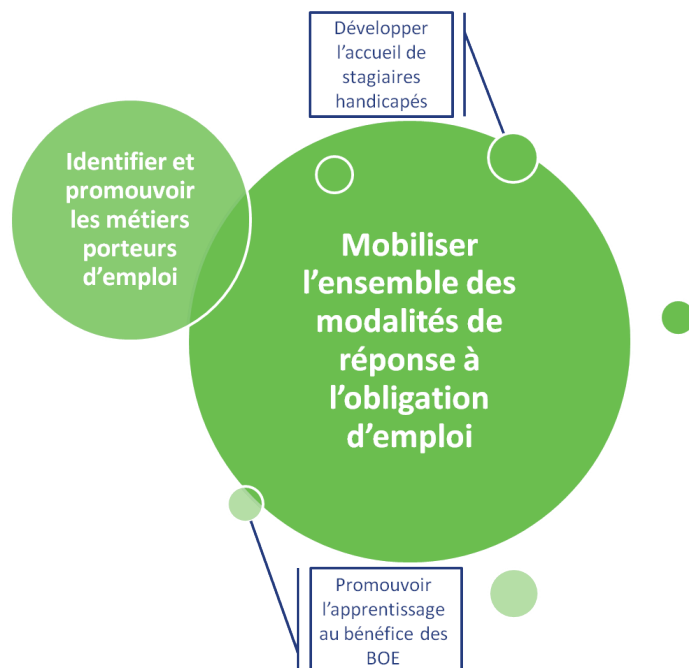 Développer
l'accueil de
stagiaires
handicapés
Identifier et
promouvoir
les métiers
porteurs
d'emploi
Mobiliser
l'ensemble des
modalités de
réponse à
l'obligation
d'emploi
Promouvoir
l'apprentissage
au bénéfice des
BOE